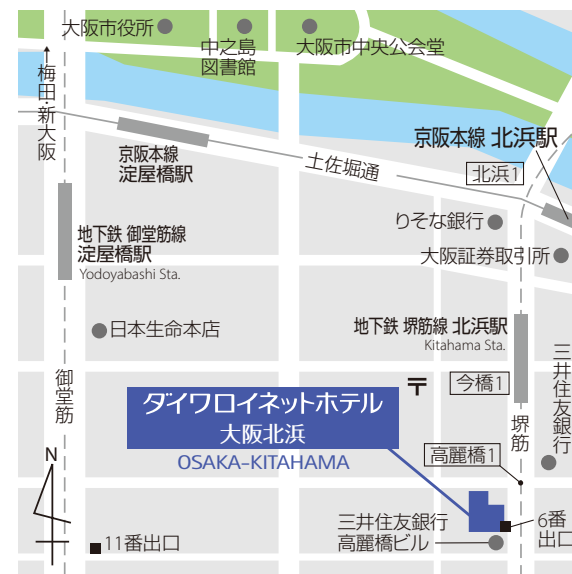 大阪市役所
中之島
図書館
大阪市中央公会堂
←梅田・新大阪
京阪本線
淀屋橋駅
土佐堀通
京阪本線 北浜駅
北浜1
りそな銀行
大阪証券取引所
地下鉄 御堂筋線
淀屋橋駅
Yodoyabashi Sta.
日本生命本店
地下鉄 堺筋線 北浜駅
Kitahama Sta.
三井住友銀行
御堂筋
〒
今橋1
堺筋
ダイワロイネットホテル
大阪北浜
OSAKA-KITAHAMA
高麗橋1
N
11番出口
三井住友銀行
高麗橋ビル
6番
出口